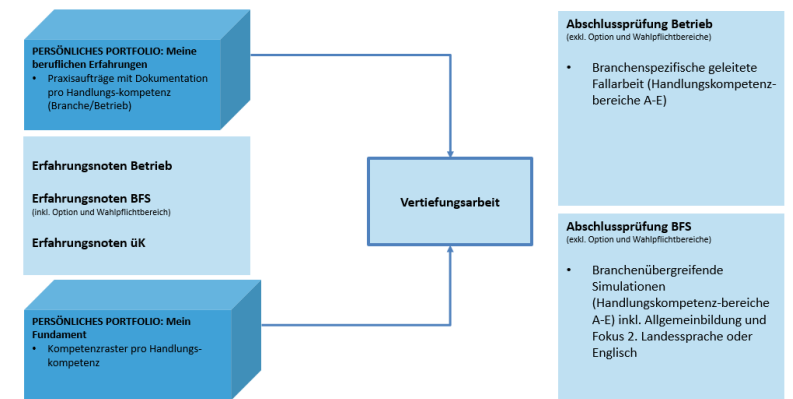 PERSÖNLICHES PORTFOLIO: Meine
beruflichen Erfahrungen
• Praxisaufträge mit Dokumentation
pro Handlungs-kompetenz
(Branche/Betrieb)
Erfahrungsnoten Betrieb
Erfahrungsnoten BFS
(inkl. Option und Wahlpflichtbereich)
Erfahrungsnoten üK
PERSÖNLICHES PORTFOLIO: Mein
Fundament
• Kompetenzraster pro Handlungs-
kompetenz
Vertiefungsarbeit
Abschlussprüfung Betrieb
(exkl. Option und Wahlpflichtbereiche)
• Branchenspezifische geleitete
Fallarbeit (Handlungskompetenz-
bereiche A-E)
Abschlussprüfung BFS
(exkl. Option und Wahlpflichtbereiche)
• Branchenübergreifende
Simulationen
(Handlungskompetenz-bereiche
A-E) inkl. Allgemeinbildung und
Fokus 2. Landessprache oder
Englisch